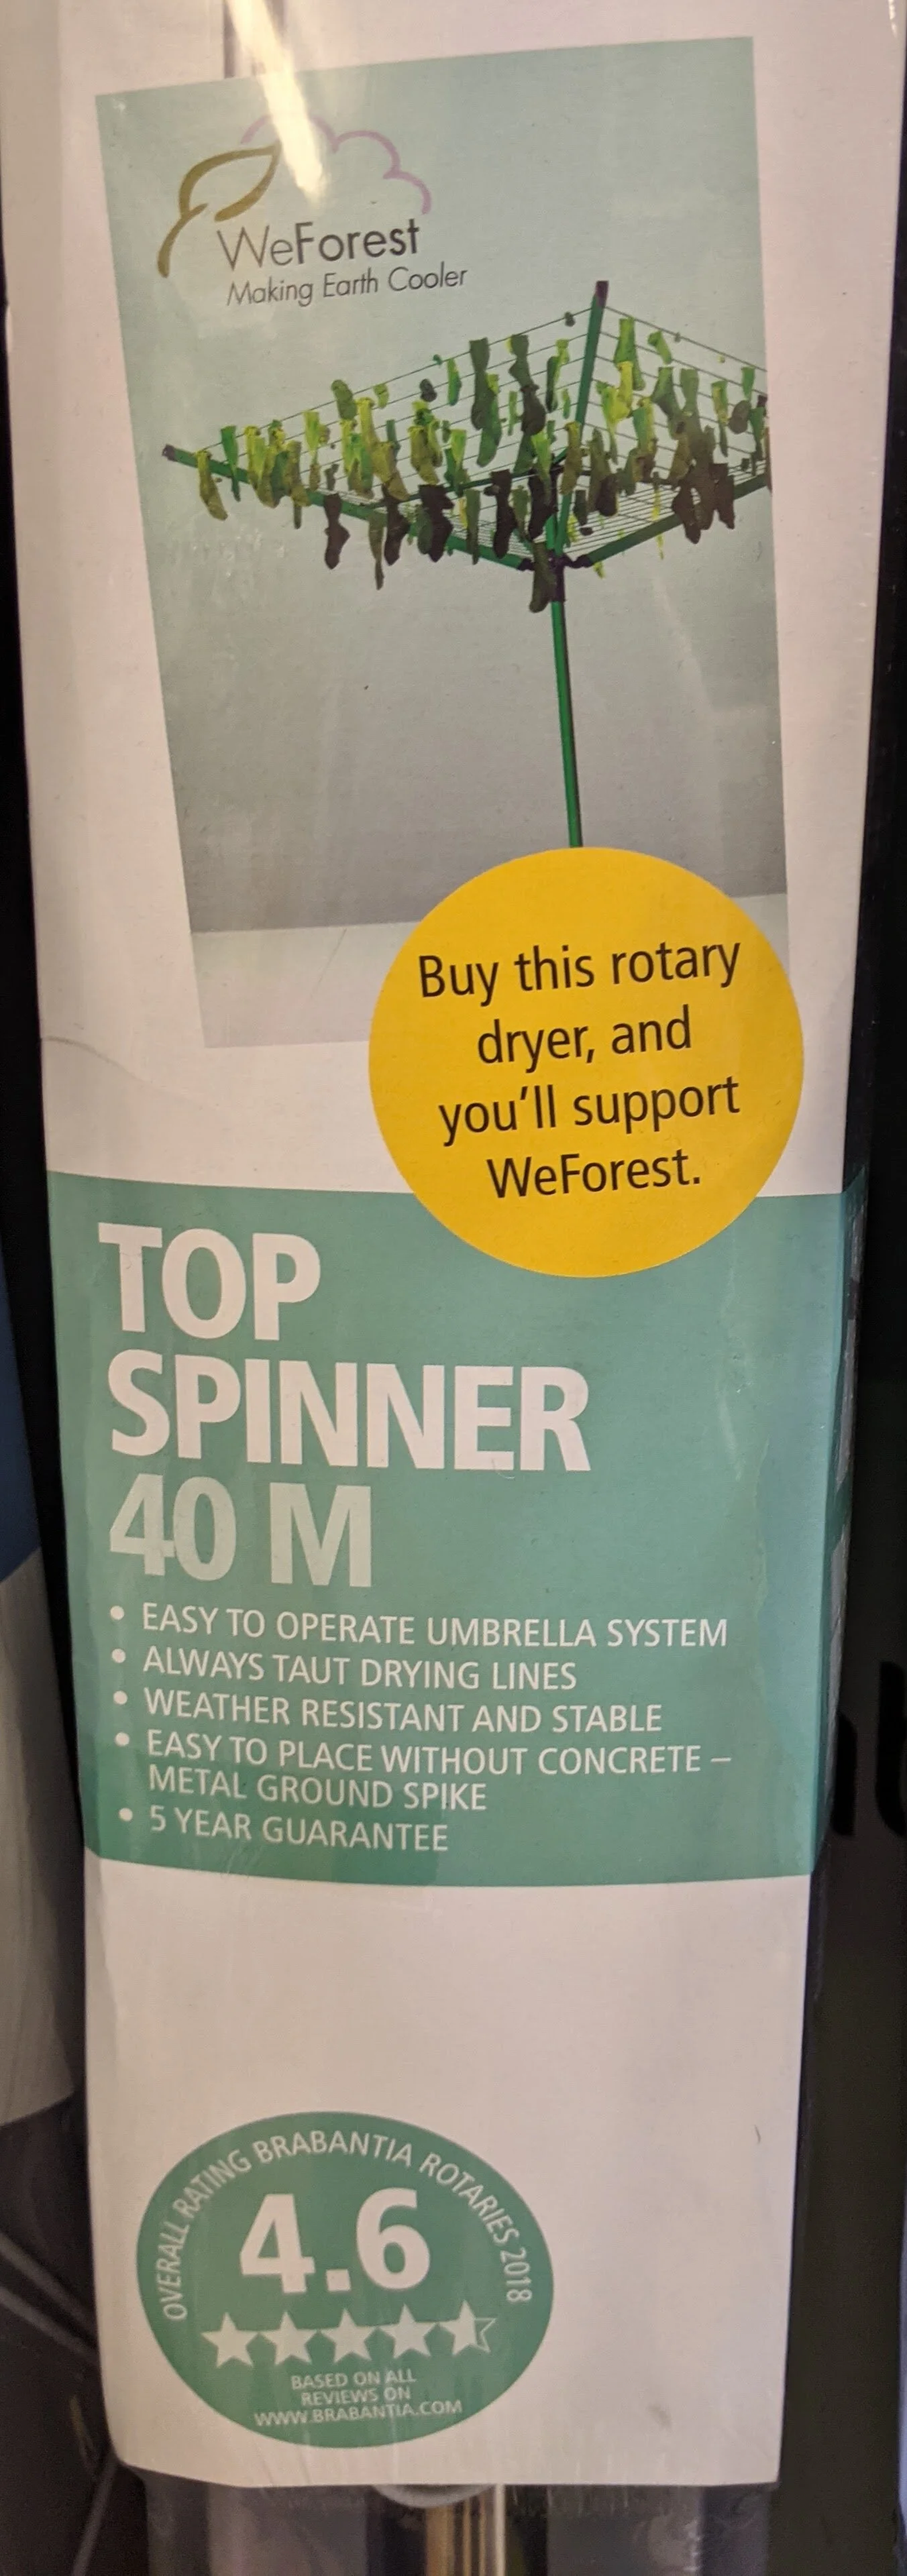 WeForest
Making Earth Cooler
Buy this rotary
dryer, and
you'll support
WeForest.
TOP
SPINNER
40 M
• EASY TO OPERATE UMBRELLA SYSTEM
• ALWAYS TAUT DRYING LINES
• WEATHER RESISTANT AND STABLE
• EASY TO PLACE WITHOUT CONCRETE –
METAL GROUND SPIKE
• 5 YEAR GUARANTEE
OVERALL RATING BRABANTIA ROTARIES 2018
4.6
BASED ON ALL
REVIEWS ON
WWW.BRABANTIA.COM